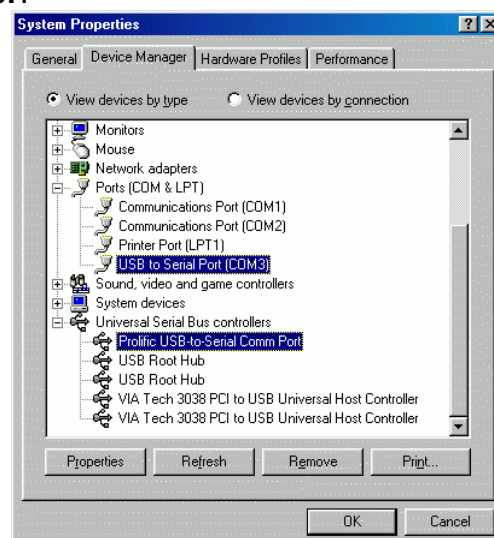 System Properties
General Device Manager Hardware Profiles Performance
View devices by type View devices by connection
Monitors
Mouse
Network adapters
Ports (COM & LPT)
Communications Port (COM1)
Communications Port (COM2)
Printer Port (LPT1)
USB to Serial Port (COM3)
Sound, video and game controllers
System devices
Universal Serial Bus controllers
Prolific USB-to-Serial Comm Port
USB Root Hub
USB Root Hub
VIA Tech 3038 PCI to USB Universal Host Controller
VIA Tech 3038 PCI to USB Universal Host Controller
Properties Refresh Remove Print...
OK Cancel